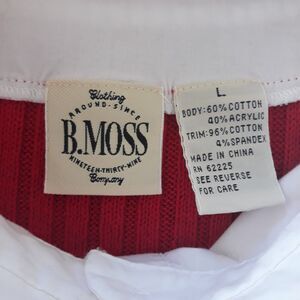 Clothing
AROUND·SINCE
B.MOSS
NINETEEN·THIRTY·NINE
Company
L
BODY:60%COTTON
40%ACRYLIC
TRIM:96%COTTON
4%SPANDEX
MADE IN CHINA
RN 62225
SEE REVERSE
FOR CARE